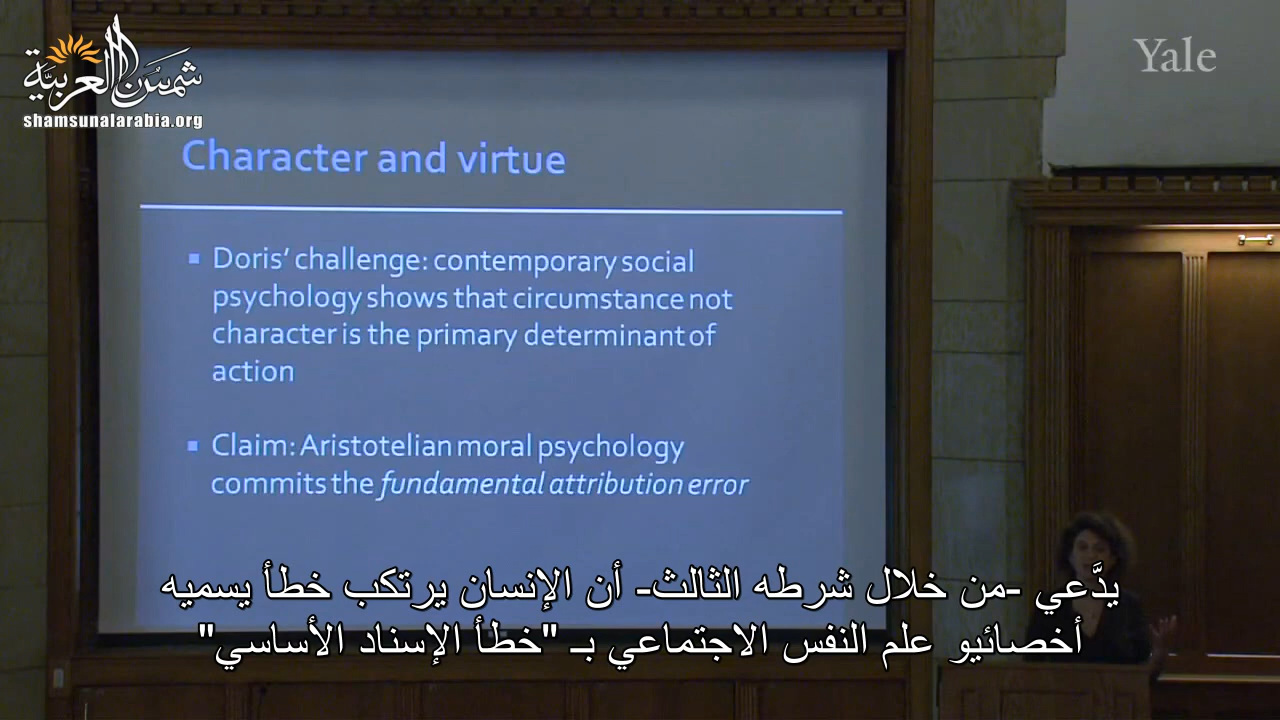 شمس العربية
shamsunalarabia.org
Yale
Character and virtue
Doris' challenge: contemporary social
psychology shows that circumstance not
character is the primary determinant of
action
Claim: Aristotelian moral psychology
commits the fundamental attribution error
يدَّعي -من خلال شرطه الثالث- أن الإنسان يرتكب خطأ يسميه
أخصائيو علم النفس الاجتماعي بـ "خطأ الإسناد الأساسي"